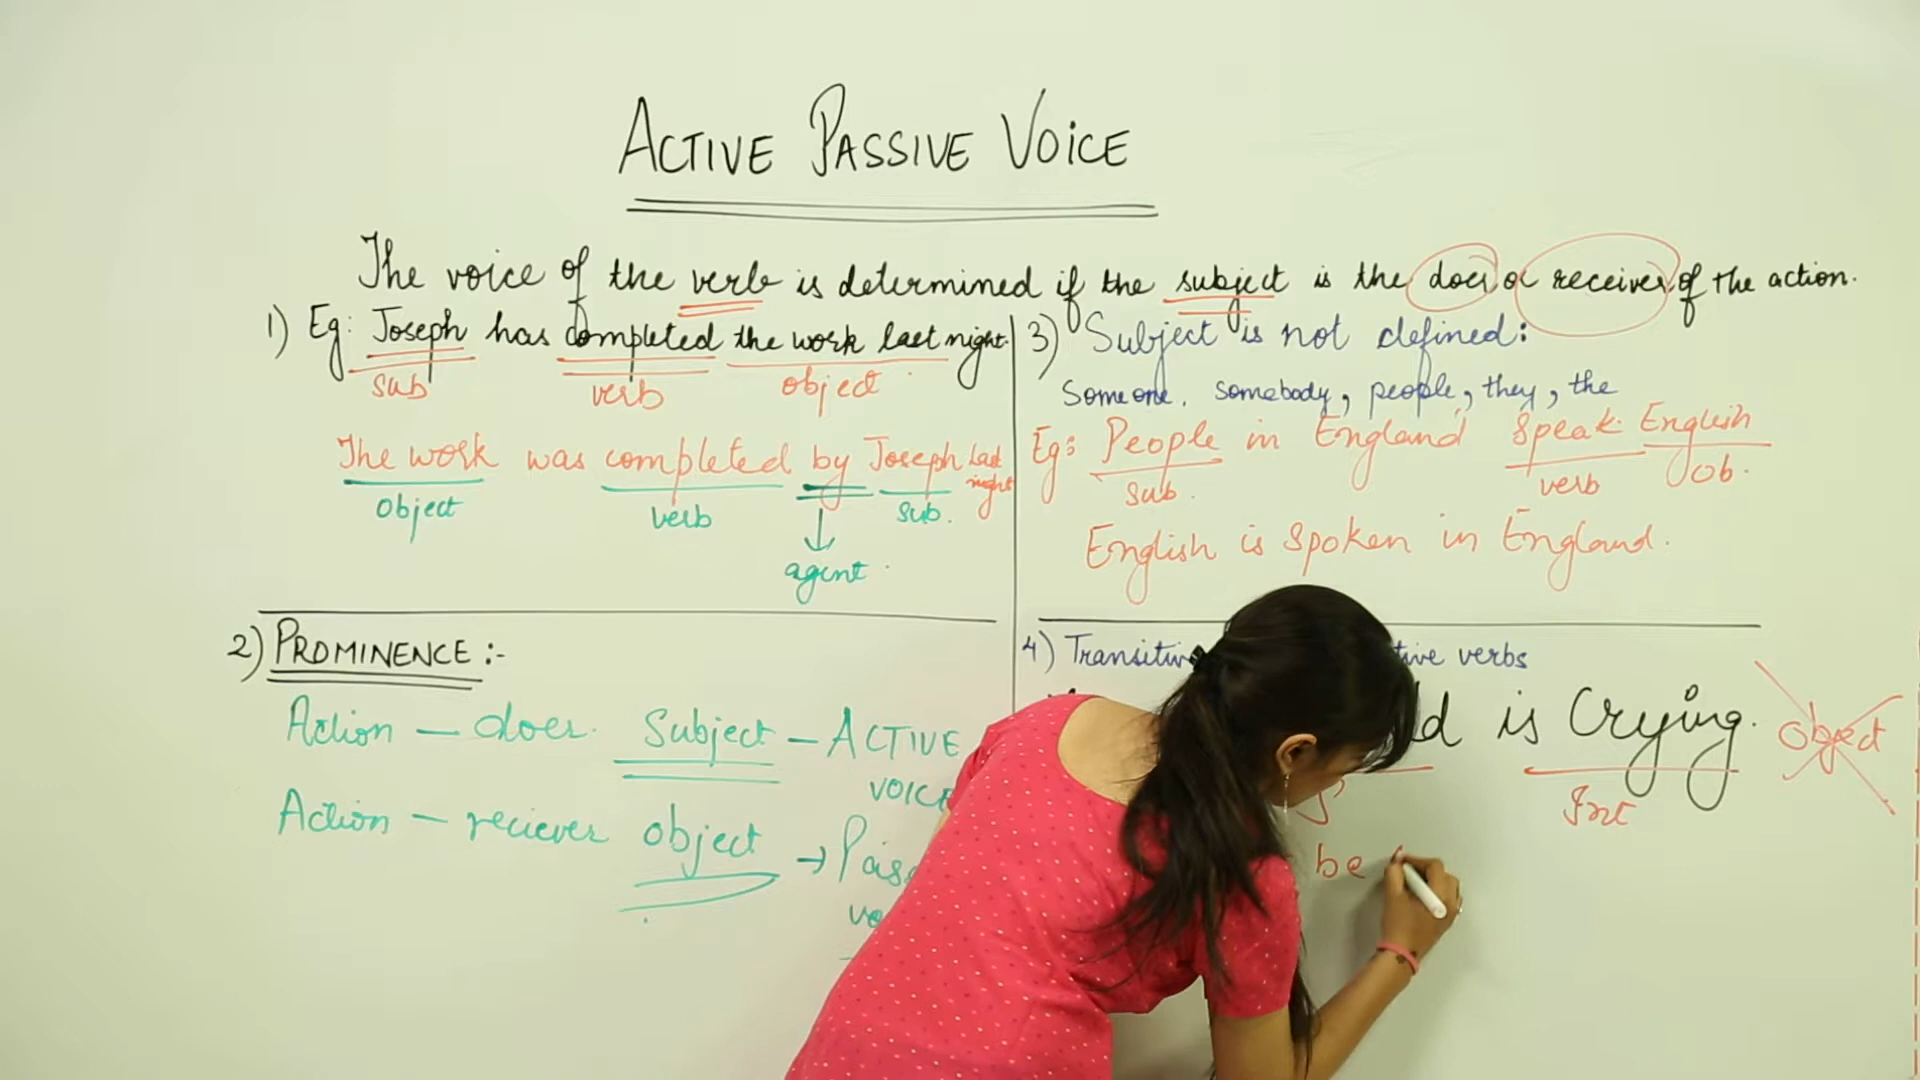 ACTIVE PASSIVE VOICE
The voice of the verb is determined if the subject is the doer or receiver of the action.
1) Eg: Joseph has completed the work last night.
sub verb object
The work was completed by Joseph last night
object verb sub.
agent.
2) PROMINENCE :-
Action — doer. Subject — ACTIVE
VOICE
Action — reciever object →
3) Subject is not defined:
Someone, somebody, people, they, the
Eg: People in England Speak English
sub. verb ob.
English is spoken in England.
4) verbs
is Crying. object
Int
be